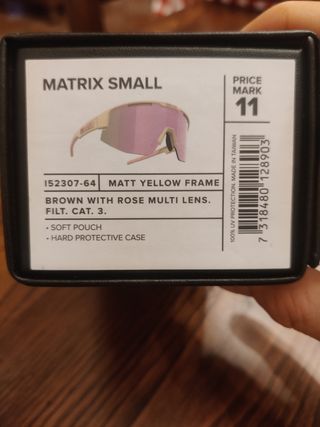 MATRIX SMALL
PRICE
MARK
11
152307-64
MATT YELLOW FRAME
BROWN WITH ROSE MULTI LENS.
FILT. CAT. 3.
• SOFT POUCH
• HARD PROTECTIVE CASE
100% UV PROTECTION. MADE IN TAIWAN
7 318480 128903